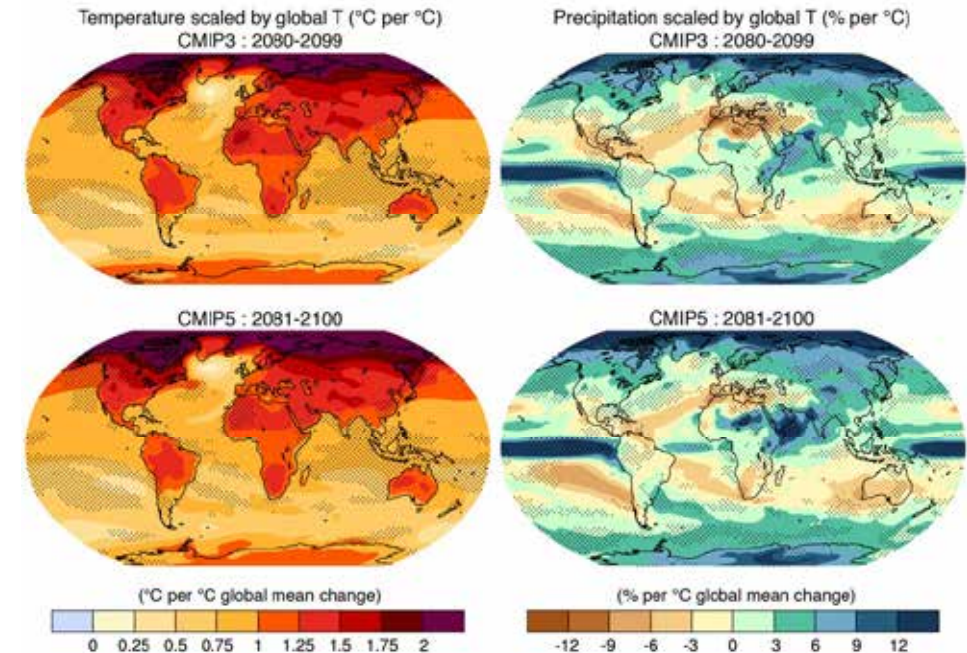 Temperature scaled by global T (°C per °C)
CMIP3 : 2080-2099
Precipitation scaled by global T (% per °C)
CMIP3 : 2080-2099
CMIP5 : 2081-2100
CMIP5 : 2081-2100
(°C per °C global mean change)
0 0.25 0.5 0.75 1 1.25 1.5 1.75 2
(% per °C global mean change)
-12 -9 -6 -3 0 3 6 9 12